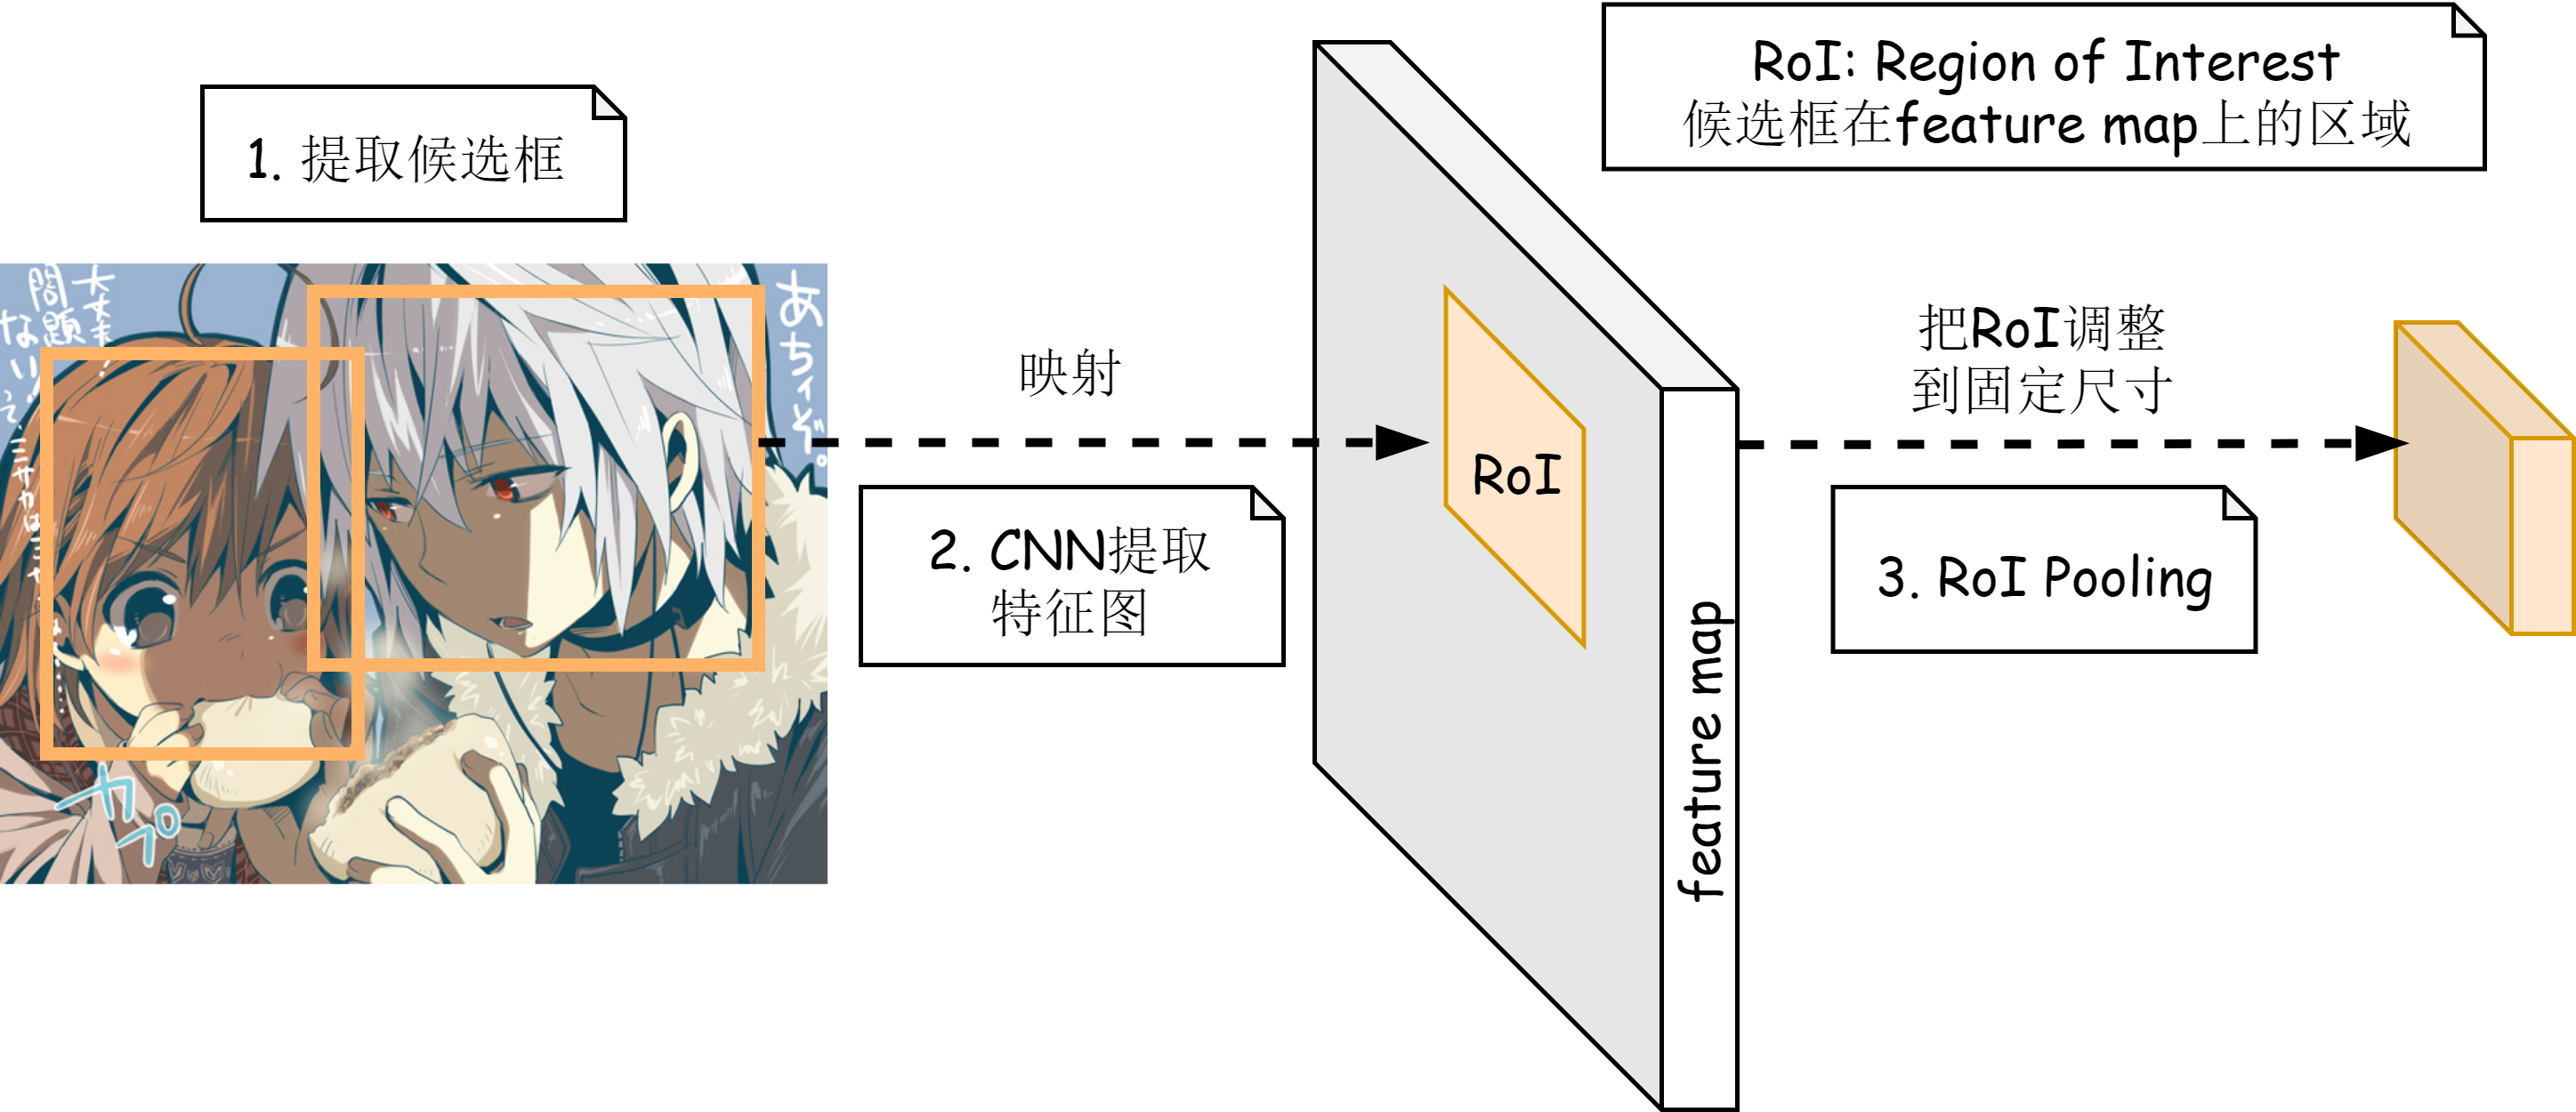 1. 提取候选框
RoI: Region of Interest
候选框在feature map上的区域
大丈夫!
問題
ない!
あちィぞ。
カプ
映射
2. CNN提取
特征图
RoI
feature map
把RoI调整
到固定尺寸
3. RoI Pooling